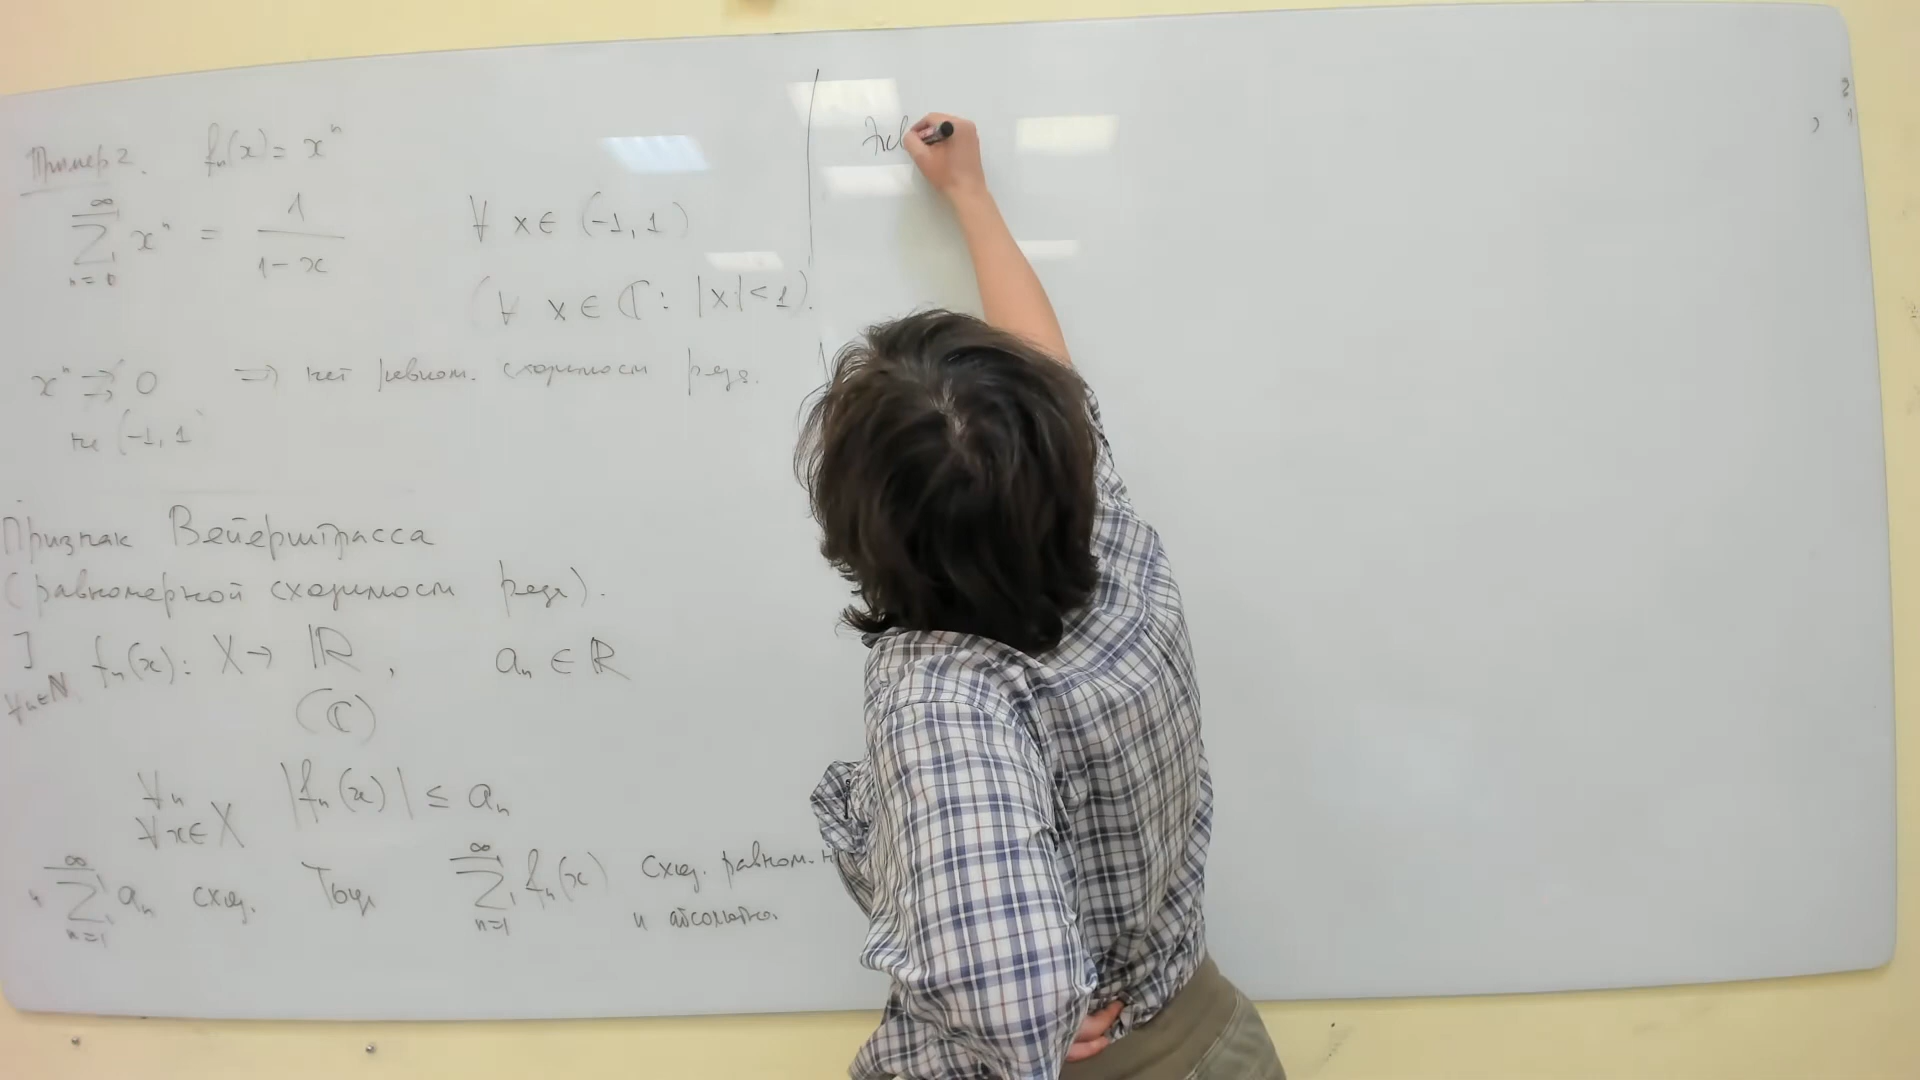 Пример 2. fₙ(x) = xⁿ
∑_{n=0}^{∞} xⁿ = 1/(1-x) ∀ x ∈ (-1, 1)
(∀ x ∈ ℂ: |x| < 1).
xⁿ ⇉ 0 ⇒ нет равном. сходимости ряда.
на (-1, 1)
Признак Вейерштрасса
(равномерной сходимости ряда).
] fₙ(x): X → ℝ, aₙ ∈ ℝ
∀n∈N (ℂ)
∀n |fₙ(x)| ≤ aₙ
∀x∈X
и ∑_{n=1}^{∞} aₙ сход. Тогда ∑_{n=1}^{∞} fₙ(x) сход. равном. н
и абсолютно.
Экв